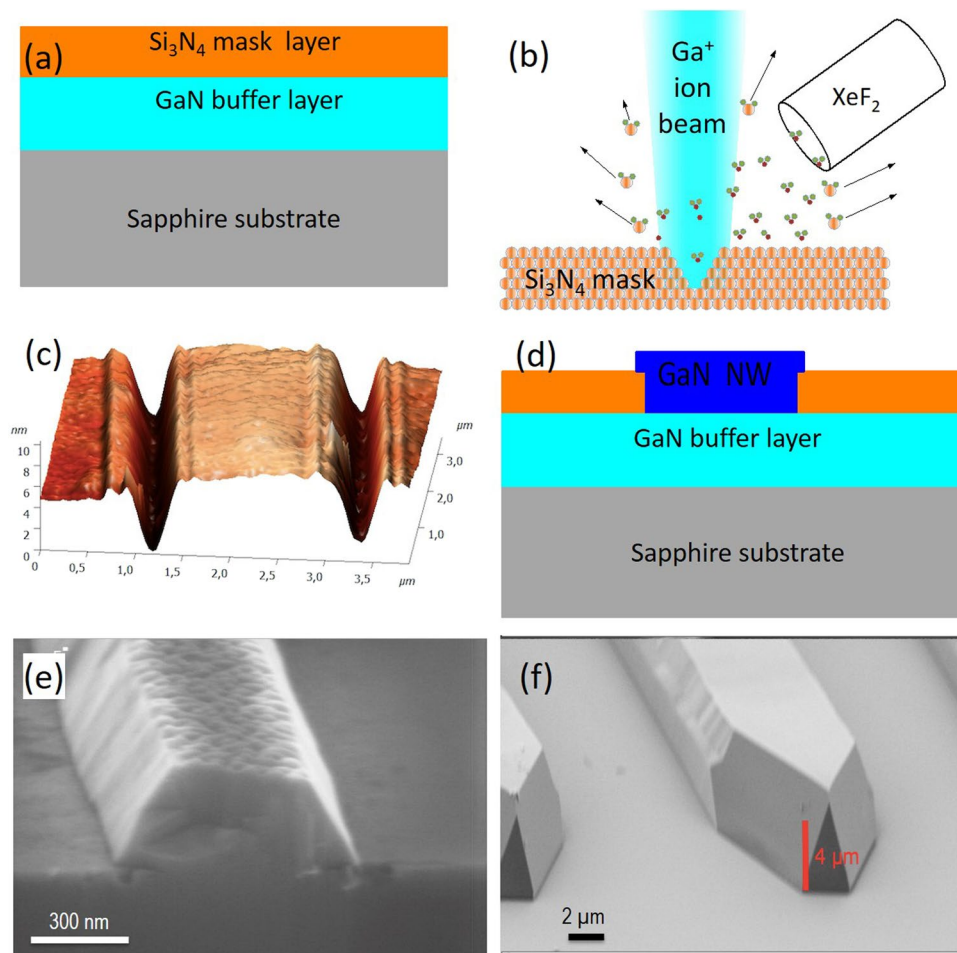 (a)
Si₃N₄ mask layer
GaN buffer layer
Sapphire substrate
(b)
Ga⁺
ion
beam
XeF₂
Si₃N₄ mask
(c)
nm
10
8
6
4
2
0
0
0,5
1,0
1,5
2,0
2,5
3,0
3,5
µm
1,0
2,0
3,0
µm
(d)
GaN NW
GaN buffer layer
Sapphire substrate
(e)
300 nm
(f)
4 µm
2 µm